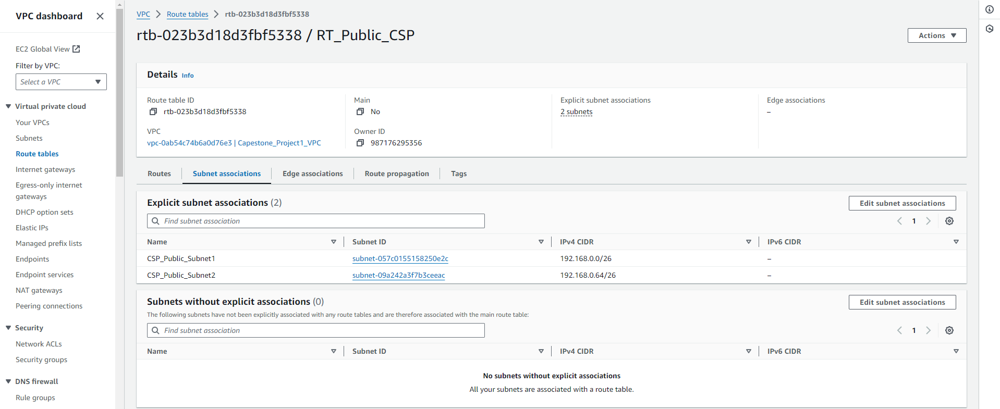 VPC dashboard
EC2 Global View
Filter by VPC:
Select a VPC
Virtual private cloud
Your VPCs
Subnets
Route tables
Internet gateways
Egress-only internet
gateways
DHCP option sets
Elastic IPs
Managed prefix lists
Endpoints
Endpoint services
NAT gateways
Peering connections
Security
Network ACLs
Security groups
DNS firewall
Rule groups
VPC Route tables rtb-023b3d18d3fbf5338
rtb-023b3d18d3fbf5338 / RT_Public_CSP
Actions
Details Info
Route table ID
rtb-023b3d18d3fbf5338
Main
No
Explicit subnet associations
2 subnets
Edge associations
–
VPC
vpc-0ab54c74b6a0d76e3 | Capestone_Project1_VPC
Owner ID
987176295356
Routes Subnet associations Edge associations Route propagation Tags
Explicit subnet associations (2)
Edit subnet associations
Find subnet association
1
Name Subnet ID IPv4 CIDR IPv6 CIDR
CSP_Public_Subnet1 subnet-057c0155158250e2c 192.168.0.0/26 –
CSP_Public_Subnet2 subnet-09a242a3f7b3ceeac 192.168.0.64/26 –
Subnets without explicit associations (0)
Edit subnet associations
The following subnets have not been explicitly associated with any route tables and are therefore associated with the main route table:
Find subnet association
1
Name Subnet ID IPv4 CIDR IPv6 CIDR
No subnets without explicit associations
All your subnets are associated with a route table.